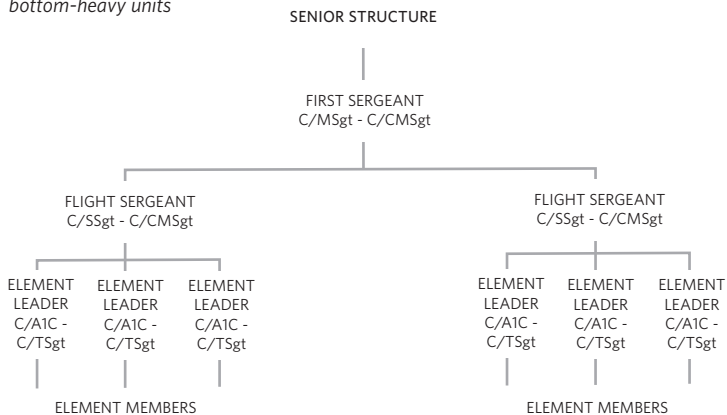 bottom-heavy units
SENIOR STRUCTURE
FIRST SERGEANT
C/MSgt - C/CMSgt
FLIGHT SERGEANT
C/SSgt - C/CMSgt
FLIGHT SERGEANT
C/SSgt - C/CMSgt
ELEMENT
LEADER
C/A1C -
C/TSgt
ELEMENT
LEADER
C/A1C -
C/TSgt
ELEMENT
LEADER
C/A1C -
C/TSgt
ELEMENT
LEADER
C/A1C -
C/TSgt
ELEMENT
LEADER
C/A1C -
C/TSgt
ELEMENT
LEADER
C/A1C -
C/TSgt
ELEMENT MEMBERS
ELEMENT MEMBERS